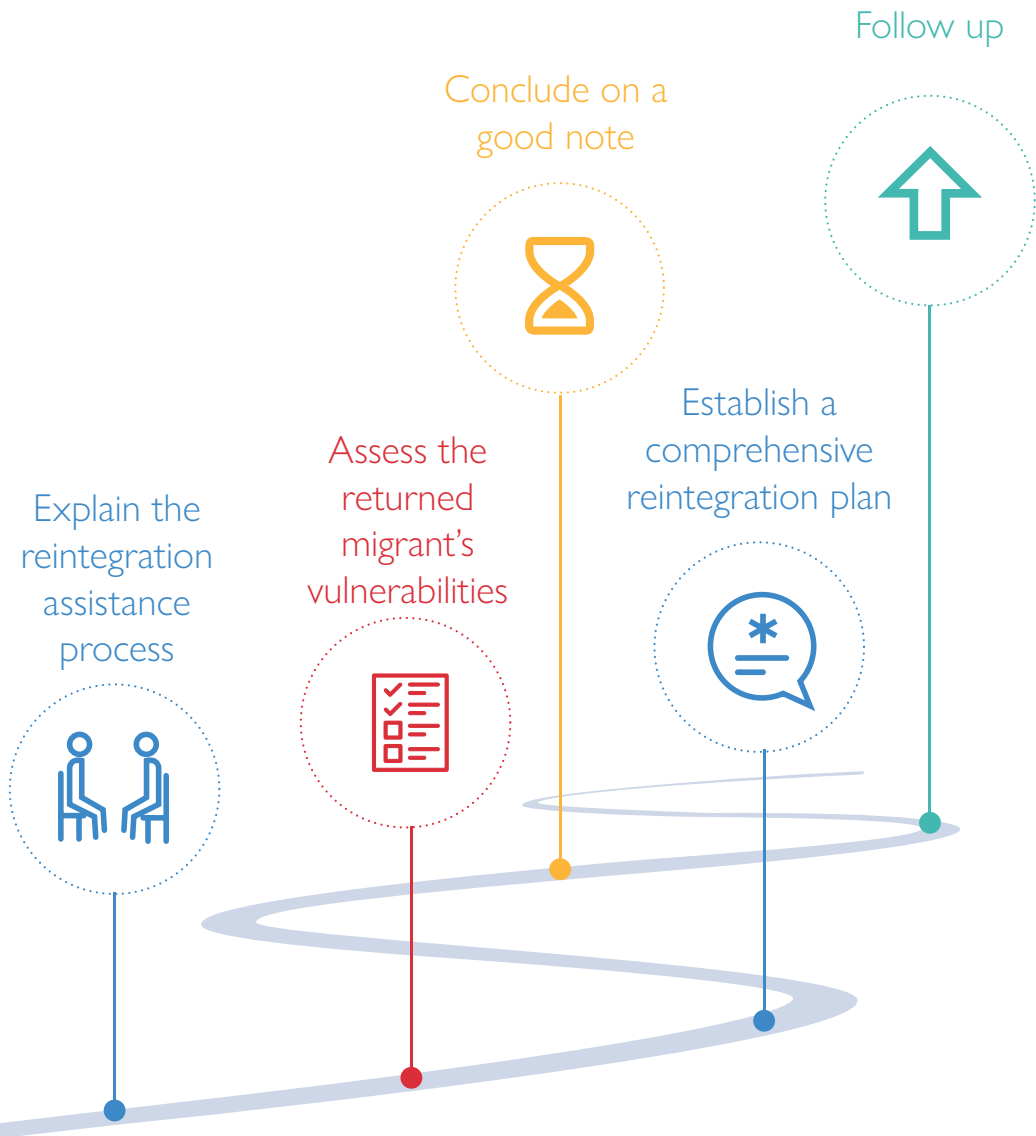 Explain the
reintegration
assistance
process
Assess the
returned
migrant’s
vulnerabilities
Establish a
comprehensive
reintegration plan
Conclude on a
good note
Follow up